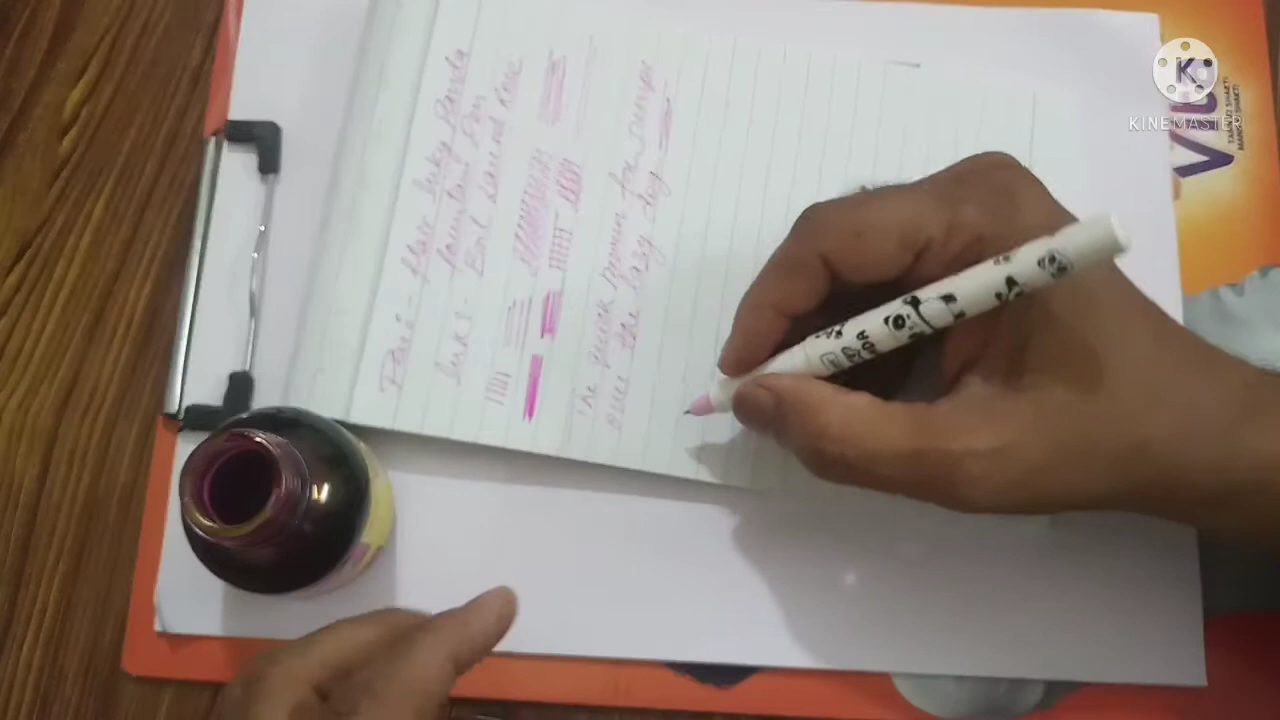 Pen:- flair Inky Panda
fountain Pen
Ink:- Bril Laured Rose
The quick brown fox jumps
over the lazy dog
KINEMASTER